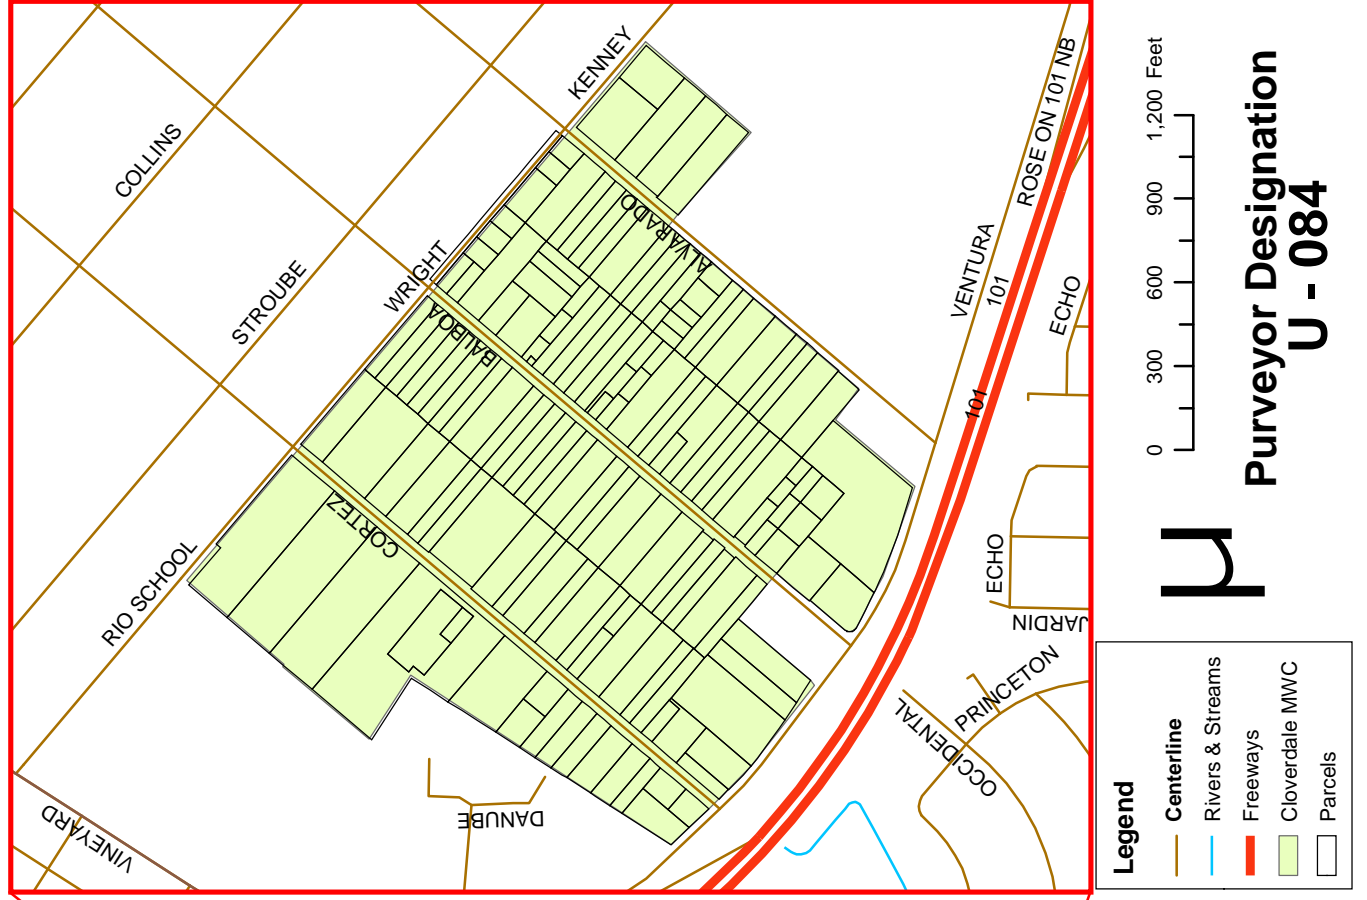 COLLINS
KENNEY
STROUBE
WRIGHT
RIO SCHOOL
ALVARADO
BALBOA
CORTEZ
VINEYARD
DANUBE
VENTURA
ROSE ON 101 NB
101
101
ECHO
ECHO
JARDIN
PRINCETON
OCCIDENTAL
0 300 600 900 1,200 Feet
Purveyor Designation
U - 084
µ
Legend
Centerline
Rivers & Streams
Freeways
Cloverdale MWC
Parcels